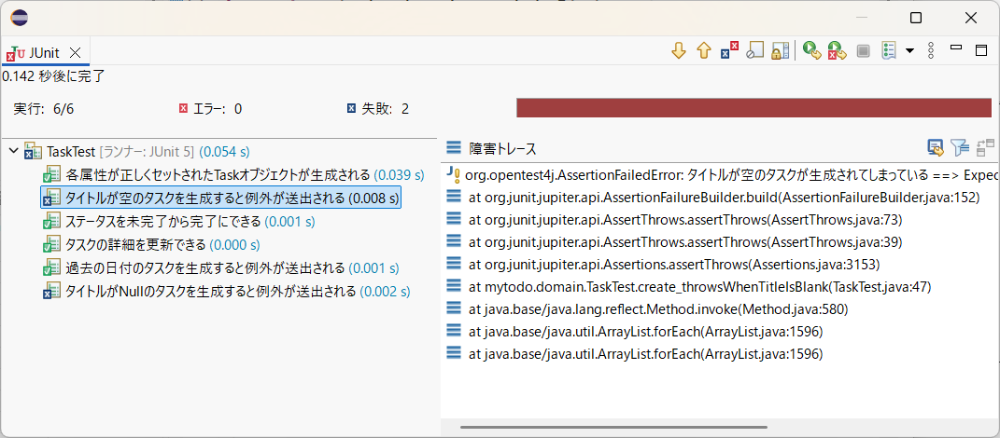 JUnit
0.142 秒後に完了
実行: 6/6 エラー: 0 失敗: 2
TaskTest [ランナー: JUnit 5] (0.054 s)
各属性が正しくセットされたTaskオブジェクトが生成される (0.039 s)
タイトルが空のタスクを生成すると例外が送出される (0.008 s)
ステータスを未完了から完了にできる (0.001 s)
タスクの詳細を更新できる (0.000 s)
過去の日付のタスクを生成すると例外が送出される (0.001 s)
タイトルがNullのタスクを生成すると例外が送出される (0.002 s)
障害トレース
org.opentest4j.AssertionFailedError: タイトルが空のタスクが生成されてしまっている ==> Expec
at org.junit.jupiter.api.AssertionFailureBuilder.build(AssertionFailureBuilder.java:152)
at org.junit.jupiter.api.AssertThrows.assertThrows(AssertThrows.java:73)
at org.junit.jupiter.api.AssertThrows.assertThrows(AssertThrows.java:39)
at org.junit.jupiter.api.Assertions.assertThrows(Assertions.java:3153)
at mytodo.domain.TaskTest.create_throwsWhenTitleIsBlank(TaskTest.java:47)
at java.base/java.lang.reflect.Method.invoke(Method.java:580)
at java.base/java.util.ArrayList.forEach(ArrayList.java:1596)
at java.base/java.util.ArrayList.forEach(ArrayList.java:1596)